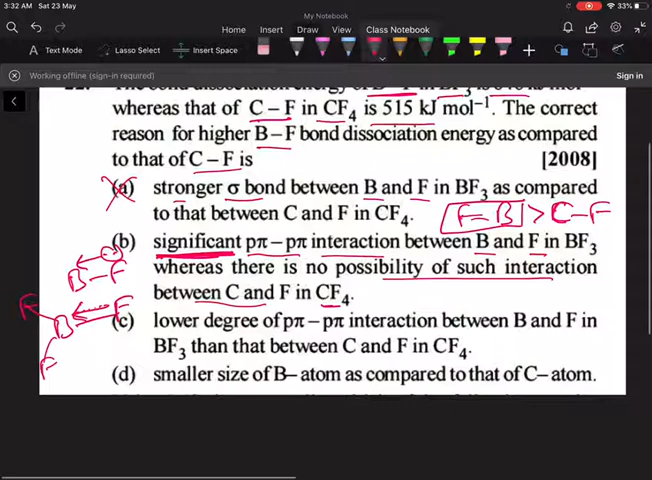 3:32 AM Sat 23 May
33%
My Notebook
Home Insert Draw View Class Notebook
Text Mode Lasso Select Insert Space
Working offline (sign-in required) Sign in
whereas that of C – F in CF₄ is 515 kJ mol⁻¹. The correct
reason for higher B – F bond dissociation energy as compared
to that of C – F is [2008]
(a) stronger σ bond between B and F in BF₃ as compared
to that between C and F in CF₄. F=B > C-F
(b) significant pπ – pπ interaction between B and F in BF₃
whereas there is no possibility of such interaction
B-F
between C and F in CF₄.
F F
B
(c) lower degree of pπ – pπ interaction between B and F in
BF₃ than that between C and F in CF₄.
F
(d) smaller size of B– atom as compared to that of C– atom.